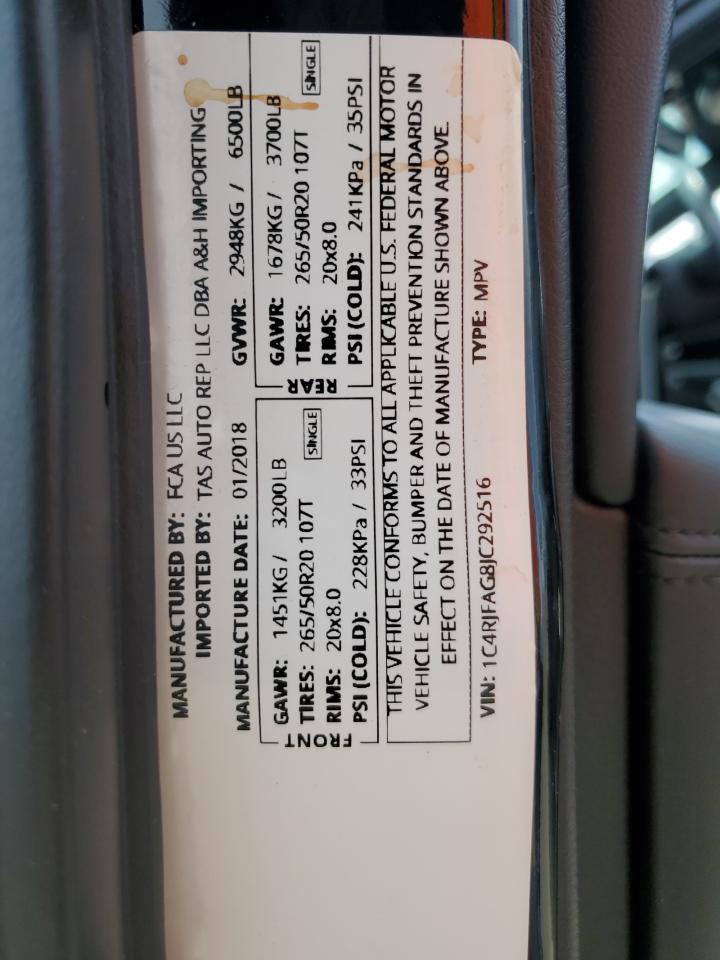 MANUFACTURED BY: FCA US LLC
IMPORTED BY: TAS AUTO REP LLC DBA A&H IMPORTING
MANUFACTURE DATE: 01/2018 GVWR: 2948KG / 6500LB
FRONT
GAWR: 1451KG / 3200LB
TIRES: 265/50R20 107T SINGLE
RIMS: 20x8.0
PSI (COLD): 228KPa / 33PSI
REAR
GAWR: 1678KG / 3700LB
TIRES: 265/50R20 107T SINGLE
RIMS: 20x8.0
PSI (COLD): 241KPa / 35PSI
THIS VEHICLE CONFORMS TO ALL APPLICABLE U.S. FEDERAL MOTOR
VEHICLE SAFETY, BUMPER AND THEFT PREVENTION STANDARDS IN
EFFECT ON THE DATE OF MANUFACTURE SHOWN ABOVE.
VIN: 1C4RJFAG8JC292516 TYPE: MPV